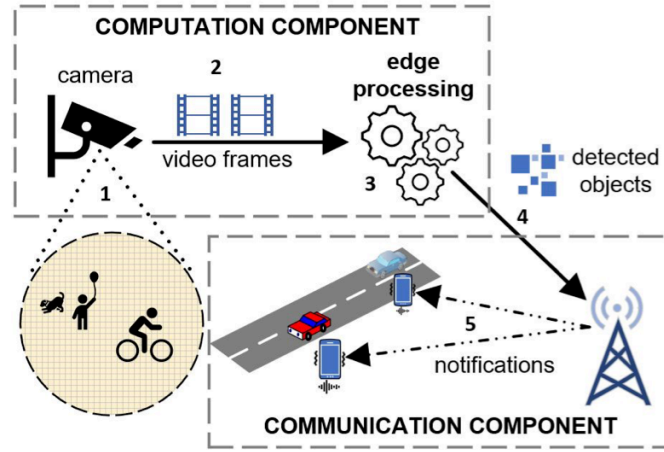 COMPUTATION COMPONENT
camera
2
video frames
edge
processing
3
1
detected
objects
4
5
notifications
COMMUNICATION COMPONENT